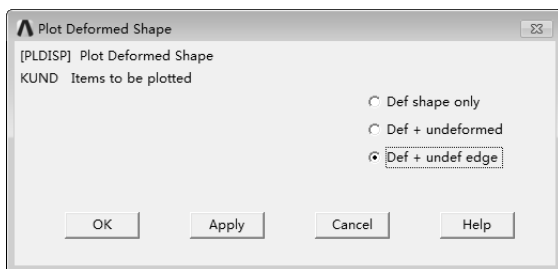 Plot Deformed Shape
[PLDISP] Plot Deformed Shape
KUND Items to be plotted
Def shape only
Def + undeformed
Def + undef edge
OK Apply Cancel Help